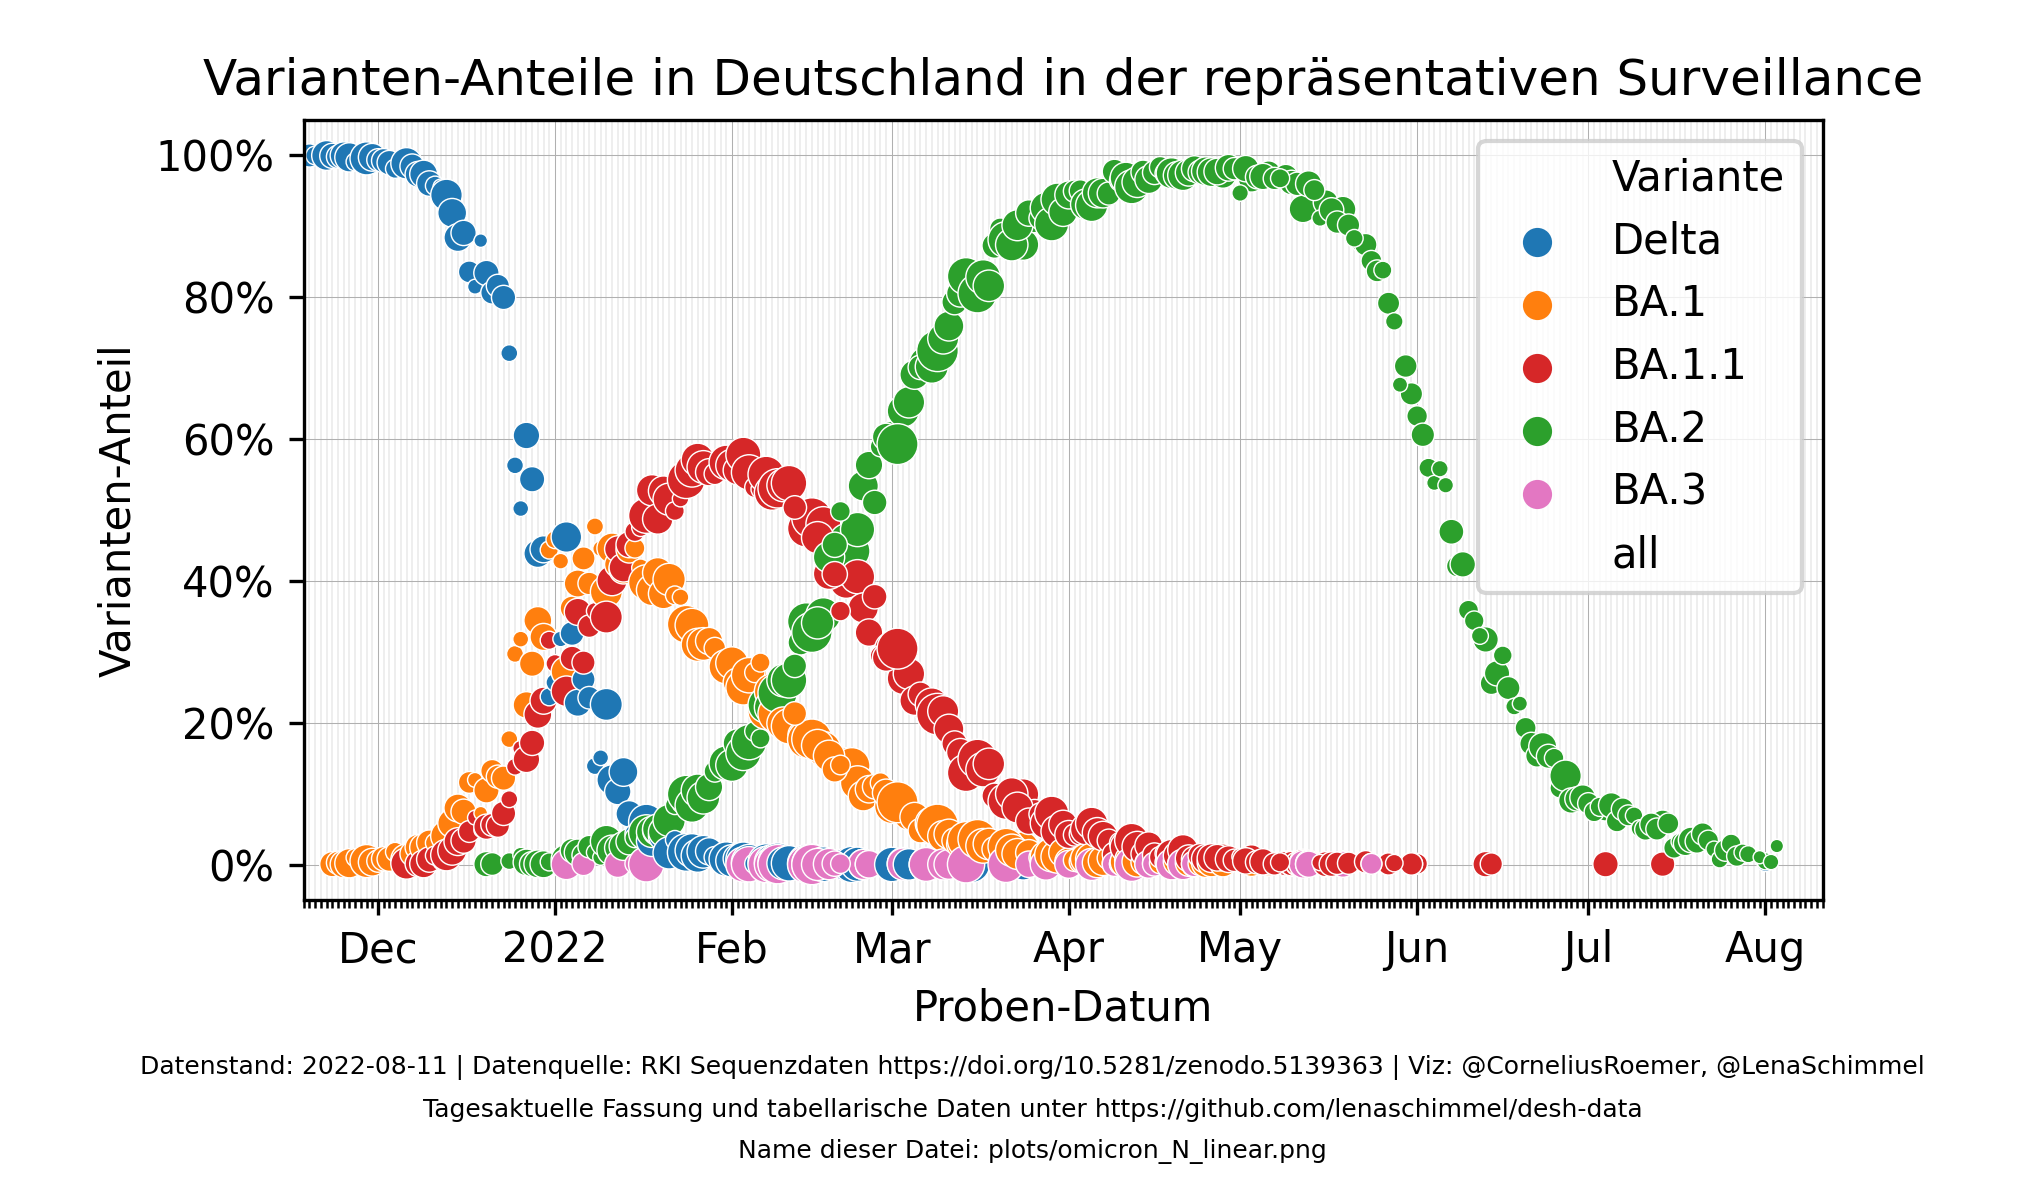 Varianten-Anteile in Deutschland in der repräsentativen Surveillance
Varianten-Anteil
100%
80%
60%
40%
20%
0%
Variante
Delta
BA.1
BA.1.1
BA.2
BA.3
all
Dec 2022 Feb Mar Apr May Jun Jul Aug
Proben-Datum
Datenstand: 2022-08-11 | Datenquelle: RKI Sequenzdaten https://doi.org/10.5281/zenodo.5139363 | Viz: @CorneliusRoemer, @LenaSchimmel
Tagesaktuelle Fassung und tabellarische Daten unter https://github.com/lenaschimmel/desh-data
Name dieser Datei: plots/omicron_N_linear.png